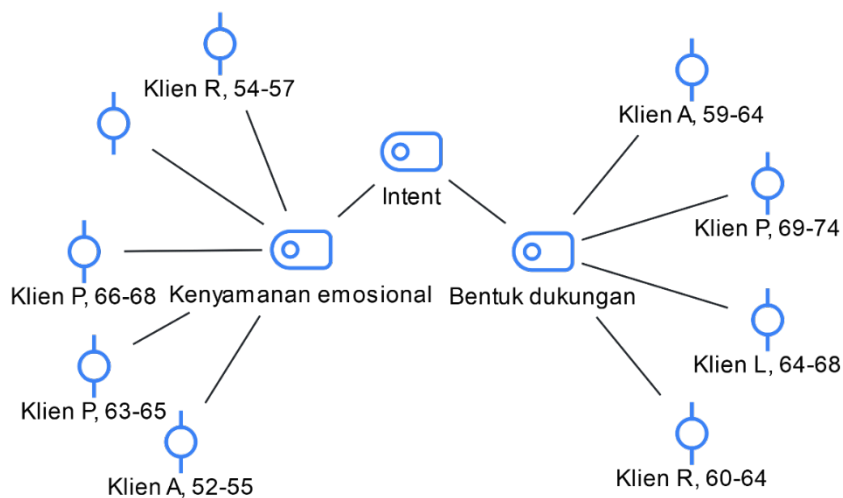 Klien R, 54-57
Klien A, 59-64
Intent
Klien P, 69-74
Klien P, 66-68
Kenyamanan emosional
Bentuk dukungan
Klien L, 64-68
Klien P, 63-65
Klien A, 52-55
Klien R, 60-64